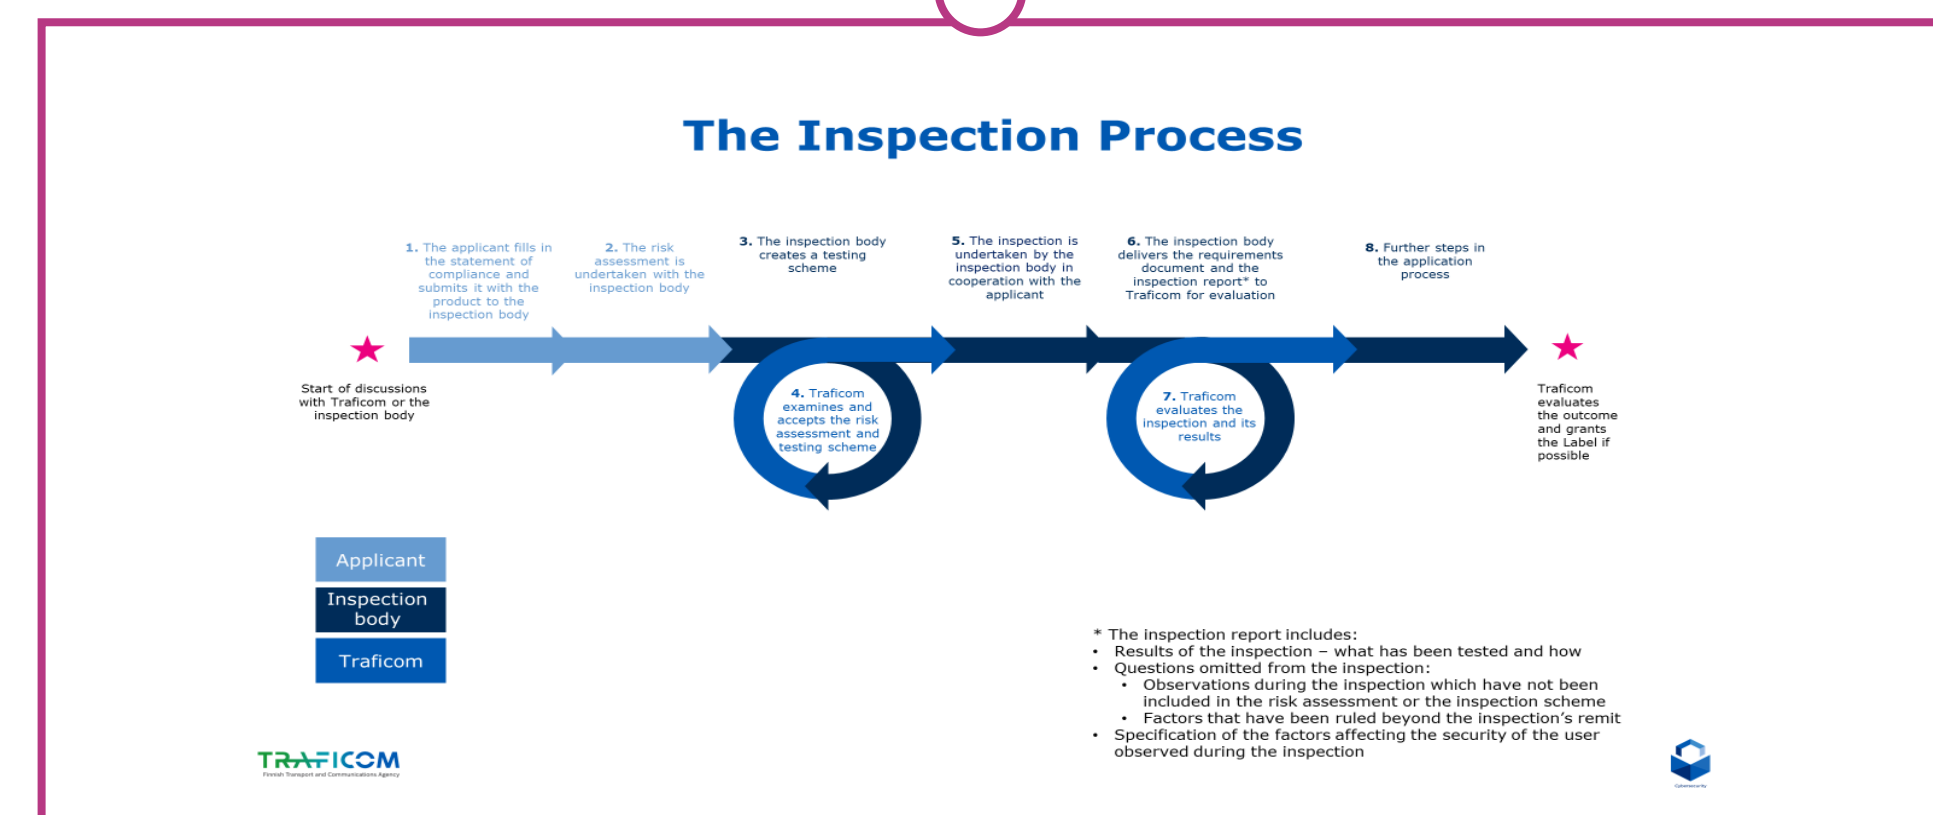 The Inspection Process
1. The applicant fills in
the statement of
compliance and
submits it with the
product to the
inspection body
2. The risk
assessment is
undertaken with the
inspection body
3. The inspection body
creates a testing
scheme
5. The inspection is
undertaken by the
inspection body in
cooperation with the
applicant
6. The inspection body
delivers the requirements
document and the
inspection report* to
Traficom for evaluation
8. Further steps in
the application
process
Start of discussions
with Traficom or the
inspection body
4. Traficom
examines and
accepts the risk
assessment and
testing scheme
7. Traficom
evaluates the
inspection and its
results
Traficom
evaluates
the outcome
and grants
the Label if
possible
Applicant
Inspection
body
Traficom
* The inspection report includes:
• Results of the inspection – what has been tested and how
• Questions omitted from the inspection:
• Observations during the inspection which have not been
included in the risk assessment or the inspection scheme
• Factors that have been ruled beyond the inspection's remit
• Specification of the factors affecting the security of the user
observed during the inspection
TRAFICOM
Finnish Transport and Communications Agency
Cybersecurity